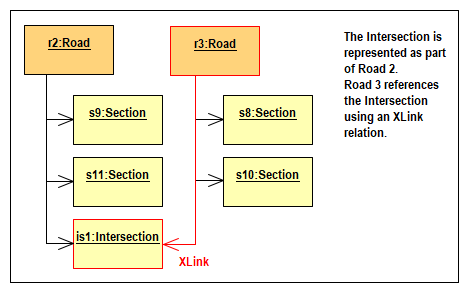 r2:Road
r3:Road
The Intersection is
represented as part
of Road 2.
Road 3 references
the Intersection
using an XLink
relation.
s9:Section
s8:Section
s11:Section
s10:Section
is1:Intersection
XLink